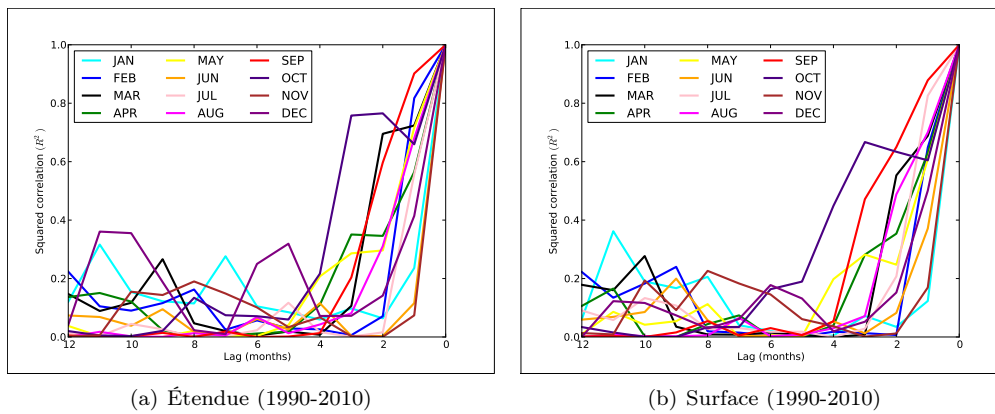 1.0
0.8
0.6
0.4
0.2
0.0
Squared correlation (R²)
JAN MAY SEP
FEB JUN OCT
MAR JUL NOV
APR AUG DEC
12 10 8 6 4 2 0
Lag (months)
(a) Étendue (1990-2010)
1.0
0.8
0.6
0.4
0.2
0.0
Squared correlation (R²)
JAN MAY SEP
FEB JUN OCT
MAR JUL NOV
APR AUG DEC
12 10 8 6 4 2 0
Lag (months)
(b) Surface (1990-2010)